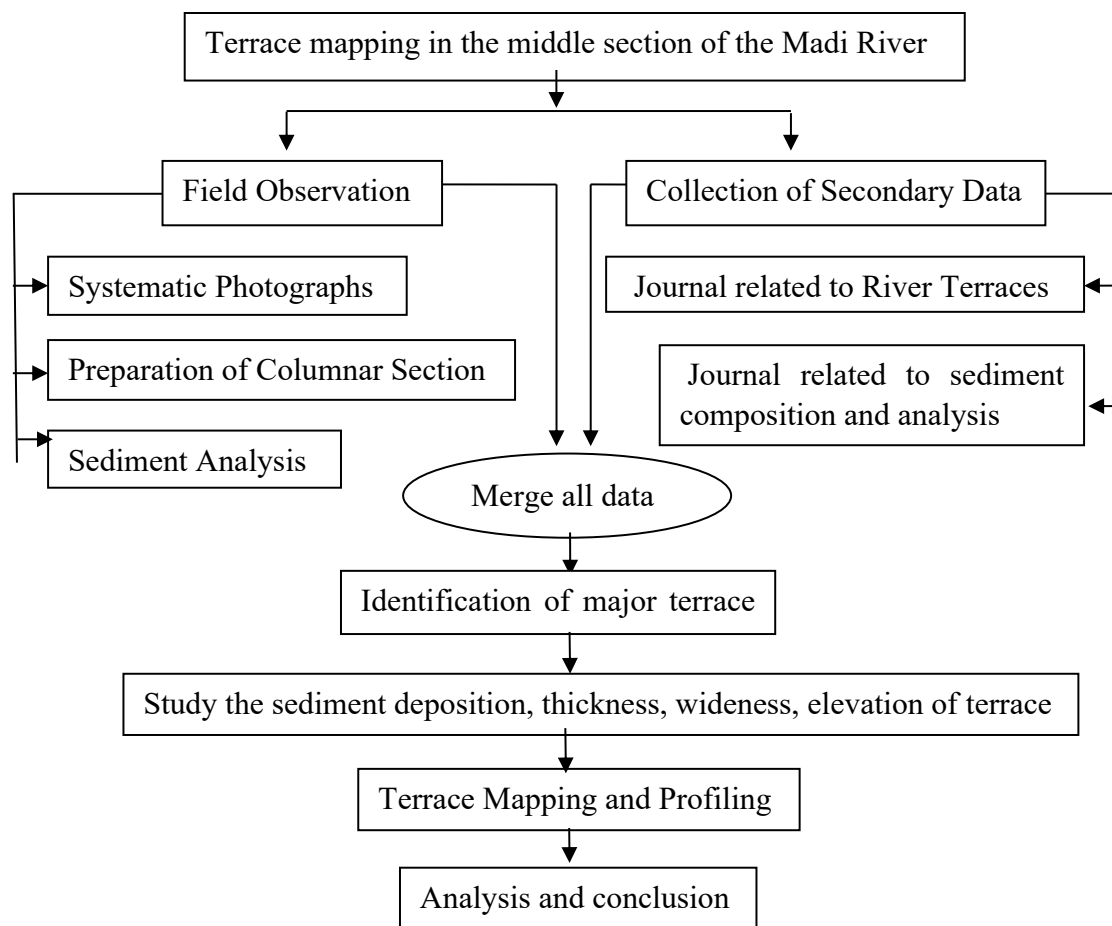 Terrace mapping in the middle section of the Madi River
Field Observation
Collection of Secondary Data
Systematic Photographs
Journal related to River Terraces
Preparation of Columnar Section
Journal related to sediment
composition and analysis
Sediment Analysis
Merge all data
Identification of major terrace
Study the sediment deposition, thickness, wideness, elevation of terrace
Terrace Mapping and Profiling
Analysis and conclusion